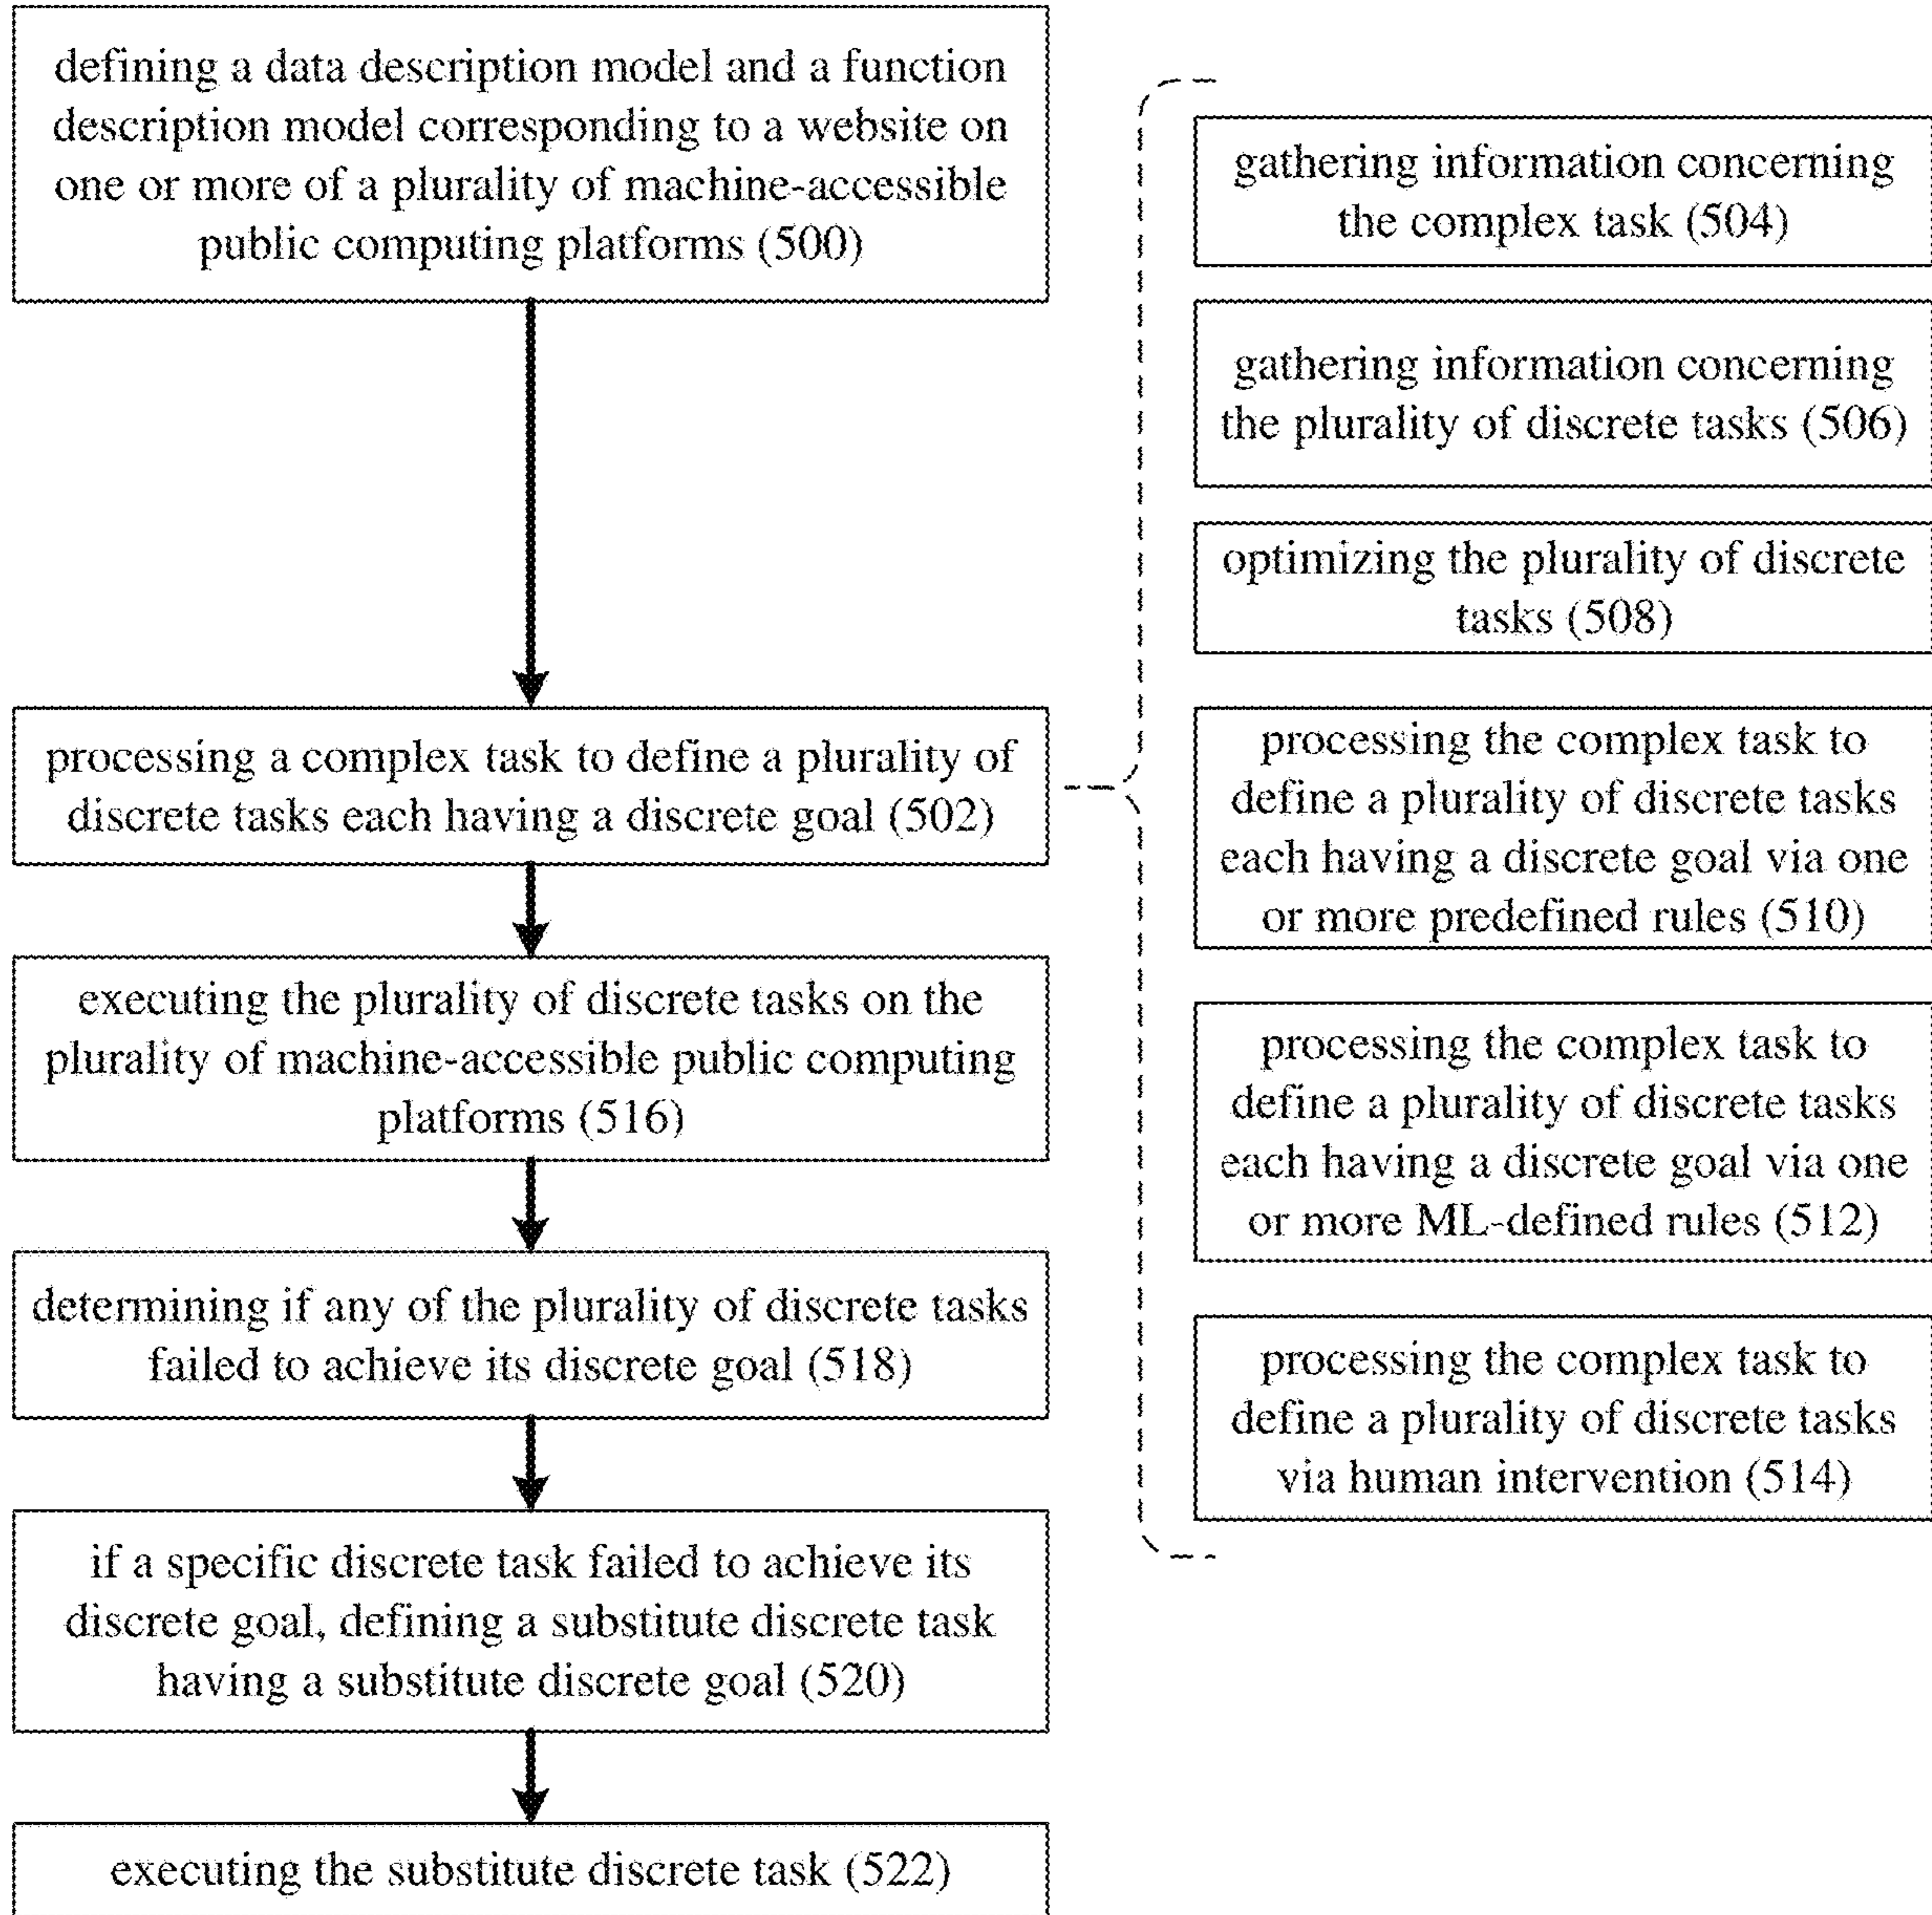 defining a data description model and a function
description model corresponding to a website on
one or more of a plurality of machine-accessible
public computing platforms (500)
processing a complex task to define a plurality of
discrete tasks each having a discrete goal (502)
executing the plurality of discrete tasks on the
plurality of machine-accessible public computing
platforms (516)
determining if any of the plurality of discrete tasks
failed to achieve its discrete goal (518)
if a specific discrete task failed to achieve its
discrete goal, defining a substitute discrete task
having a substitute discrete goal (520)
executing the substitute discrete task (522)
gathering information concerning
the complex task (504)
gathering information concerning
the plurality of discrete tasks (506)
optimizing the plurality of discrete
tasks (508)
processing the complex task to
define a plurality of discrete tasks
each having a discrete goal via one
or more predefined rules (510)
processing the complex task to
define a plurality of discrete tasks
each having a discrete goal via one
or more ML-defined rules (512)
processing the complex task to
define a plurality of discrete tasks
via human intervention (514)